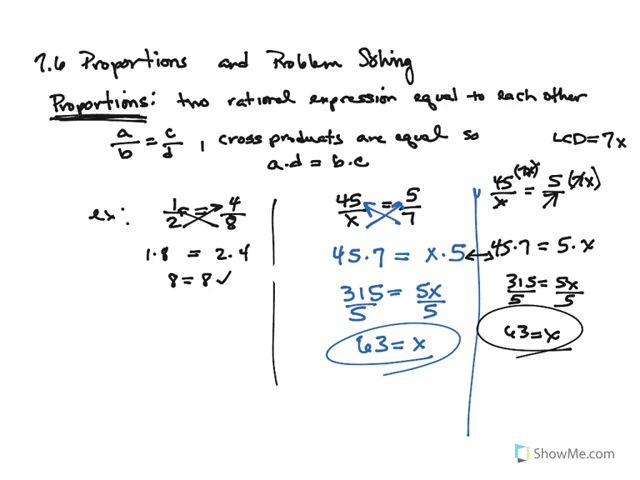 7.6 Proportions and Problem Solving
Proportions: two rational expression equal to each other
a/b = c/d, cross products are equal so
a·d = b·c
LCD = 7x
ex: 1/2 = 4/8
1·8 = 2·4
8 = 8 ✓
45/x = 5/7
45·7 = x·5
315/5 = 5x/5
63 = x
45/x (7x) = 5/7 (7x)
45·7 = 5·x
315/5 = 5x/5
63 = x
ShowMe.com